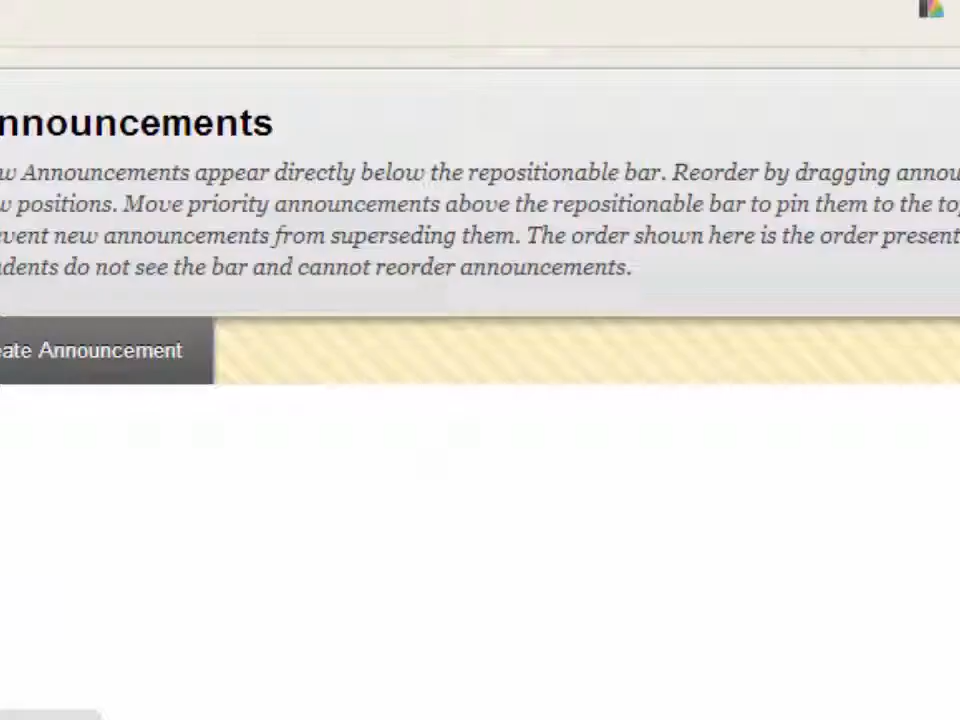 nnouncements
w Announcements appear directly below the repositionable bar. Reorder by dragging annou
w positions. Move priority announcements above the repositionable bar to pin them to the to
vent new announcements from superseding them. The order shown here is the order present
dents do not see the bar and cannot reorder announcements.
eate Announcement